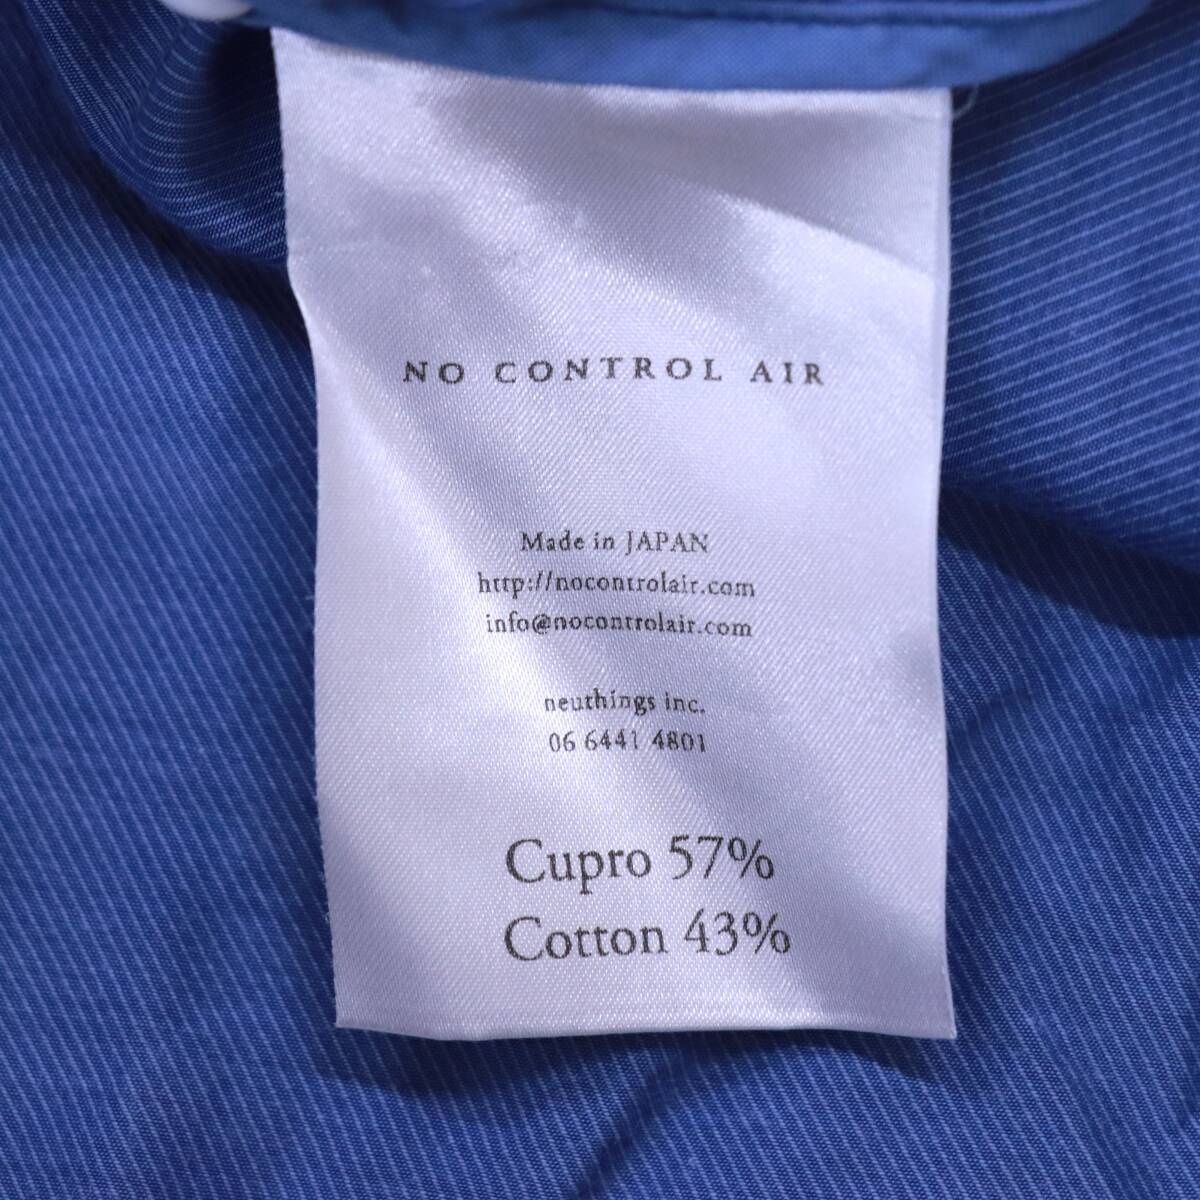 NO CONTROL AIR
Made in JAPAN
http://nocontrolair.com
info@nocontrolair.com
neuthings inc.
06 6441 4801
Cupro 57%
Cotton 43%